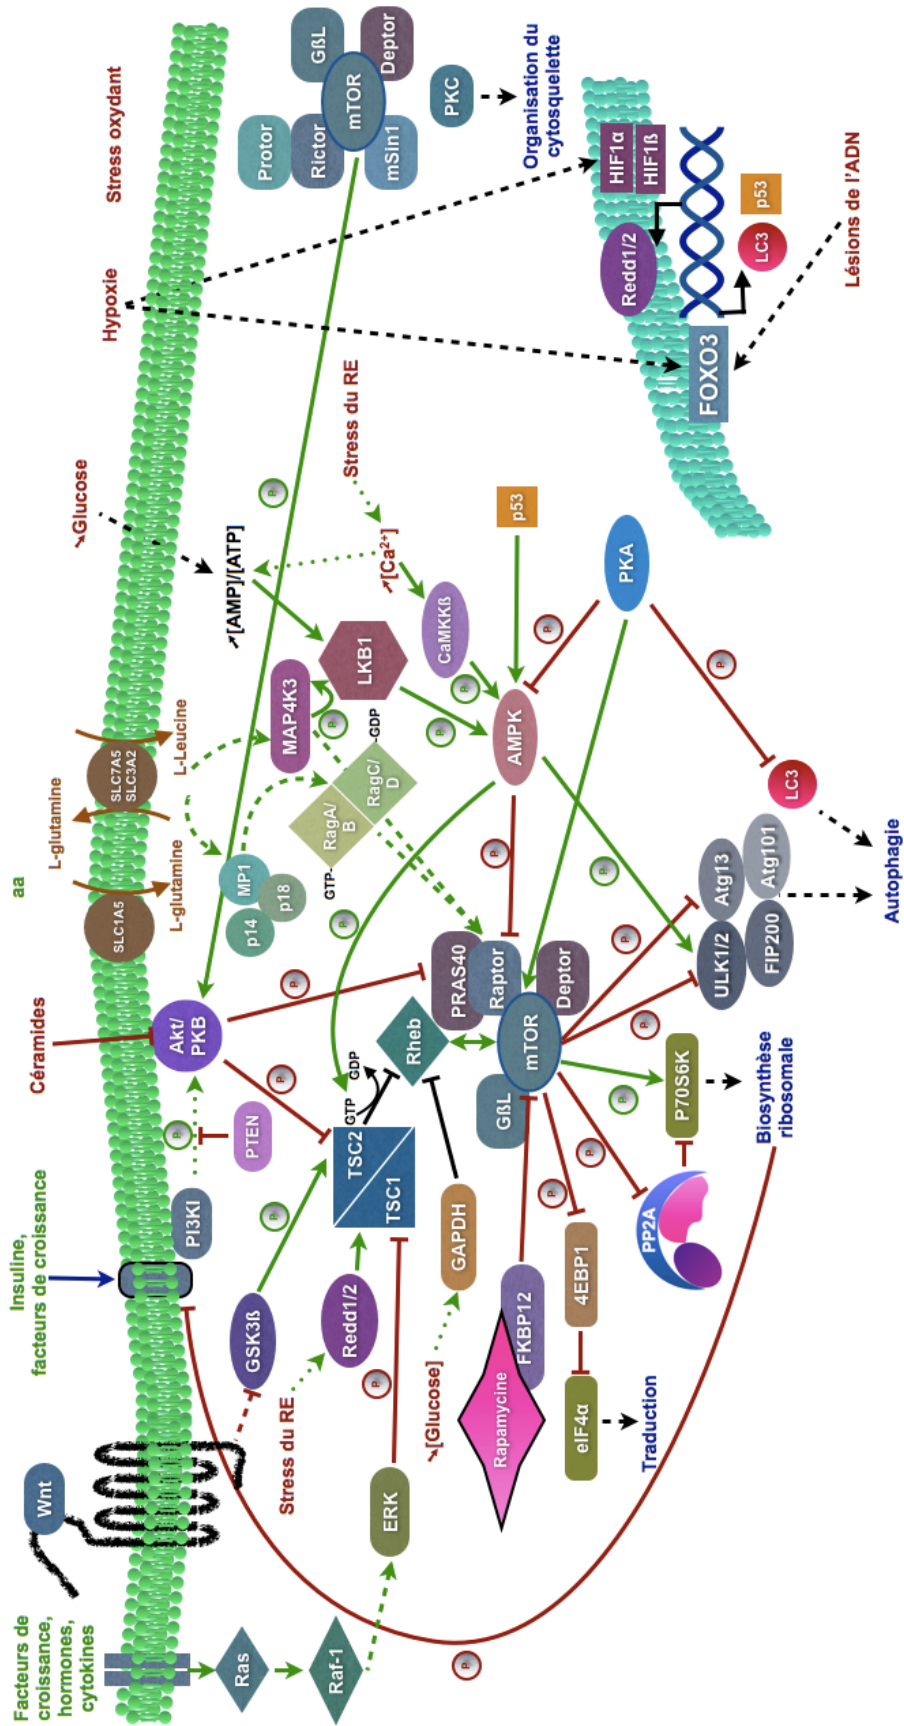 Facteurs de
croissance,
hormones,
cytokines
Wnt
Insuline,
facteurs de croissance
Céramides
aa
L-glutamine
SLC1A5
SLC7A5
SLC3A2
L-glutamine
L-Leucine
↘Glucose
Hypoxie
Stress oxydant
Ras
Raf-1
ERK
P
GSK3ß
P
Stress du RE
Redd1/2
PI3KI
P
PTEN
Akt/
PKB
P
P
TSC2
TSC1
GTP
GDP
↘[Glucose]
GAPDH
Rheb
p14
MP1
p18
MAP4K3
P
GTP
RagA/
B
RagC/
D
GDP
P
↗[AMP]/[ATP]
LKB1
P
P
Stress du RE
↗[Ca²⁺]
CaMKKß
P
AMPK
p53
P
P
P
PKA
P
LC3
Protor
Rictor
mTOR
GßL
Deptor
mSin1
PKC
Organisation du
cytosquelette
PRAS40
Raptor
mTOR
GßL
Deptor
Rapamycine
FKBP12
P
4EBP1
eIF4α
Traduction
P
PP2A
P
P70S6K
Biosynthèse
ribosomale
P
P
P
ULK1/2
Atg13
FIP200
Atg101
Autophagie
HIF1α
HIF1ß
Redd1/2
FOXO3
LC3
p53
Lésions de l'ADN